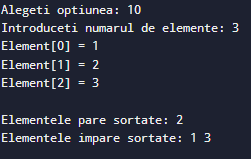 Alegeti optiunea: 10
Introduceti numarul de elemente: 3
Element[0] = 1
Element[1] = 2
Element[2] = 3
Elementele pare sortate: 2
Elementele impare sortate: 1 3